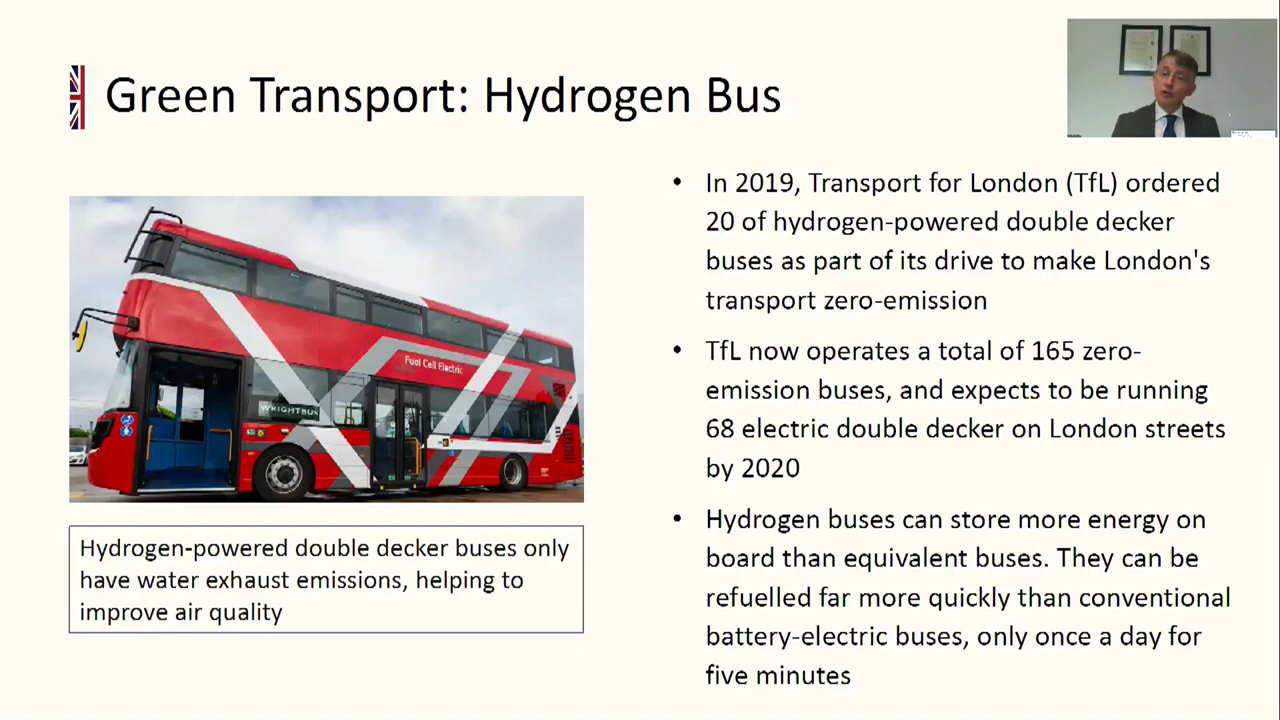 Green Transport: Hydrogen Bus
Fuel Cell Electric
WRIGHTBUS
Hydrogen-powered double decker buses only
have water exhaust emissions, helping to
improve air quality
• In 2019, Transport for London (TfL) ordered
20 of hydrogen-powered double decker
buses as part of its drive to make London's
transport zero-emission
• TfL now operates a total of 165 zero-
emission buses, and expects to be running
68 electric double decker on London streets
by 2020
• Hydrogen buses can store more energy on
board than equivalent buses. They can be
refuelled far more quickly than conventional
battery-electric buses, only once a day for
five minutes